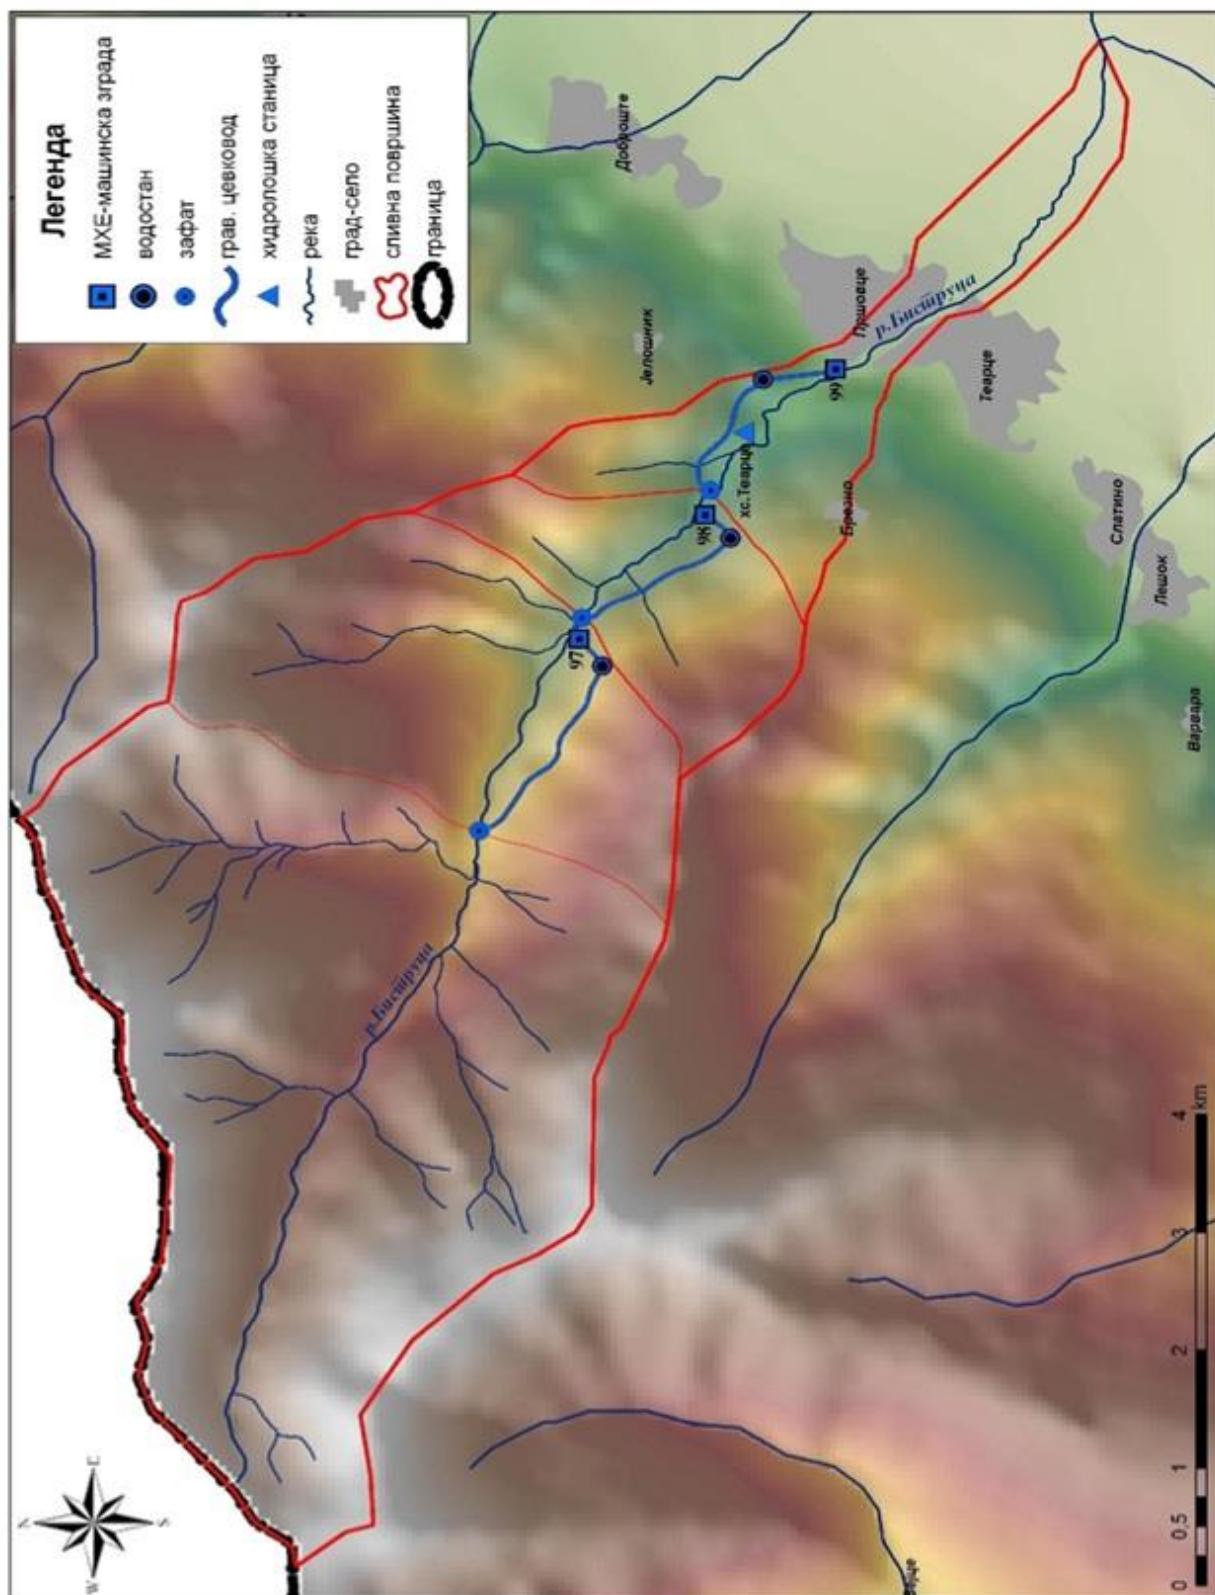 Легенда
МХЕ-машинска зграда
водостан
зафат
грав. цевковод
хидролошка станица
река
град-село
сливна површина
граница
Доброште
Јелошник
Пршовце
р.Бистрица
Теарце
99
хс.Теарце
98
Брезно
Слатино
Лешок
97
Варвара
р.Бистрица
W
S
0 0,5 1 2 3 4
km